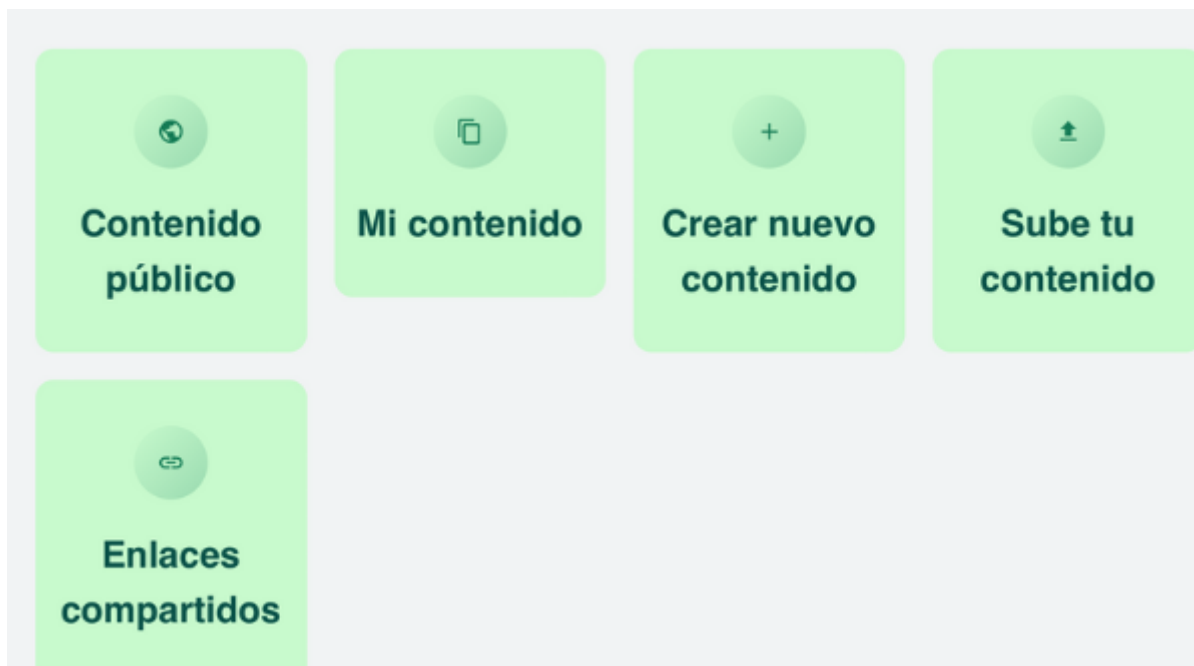 Contenido
público
Mi contenido
Crear nuevo
contenido
Sube tu
contenido
Enlaces
compartidos